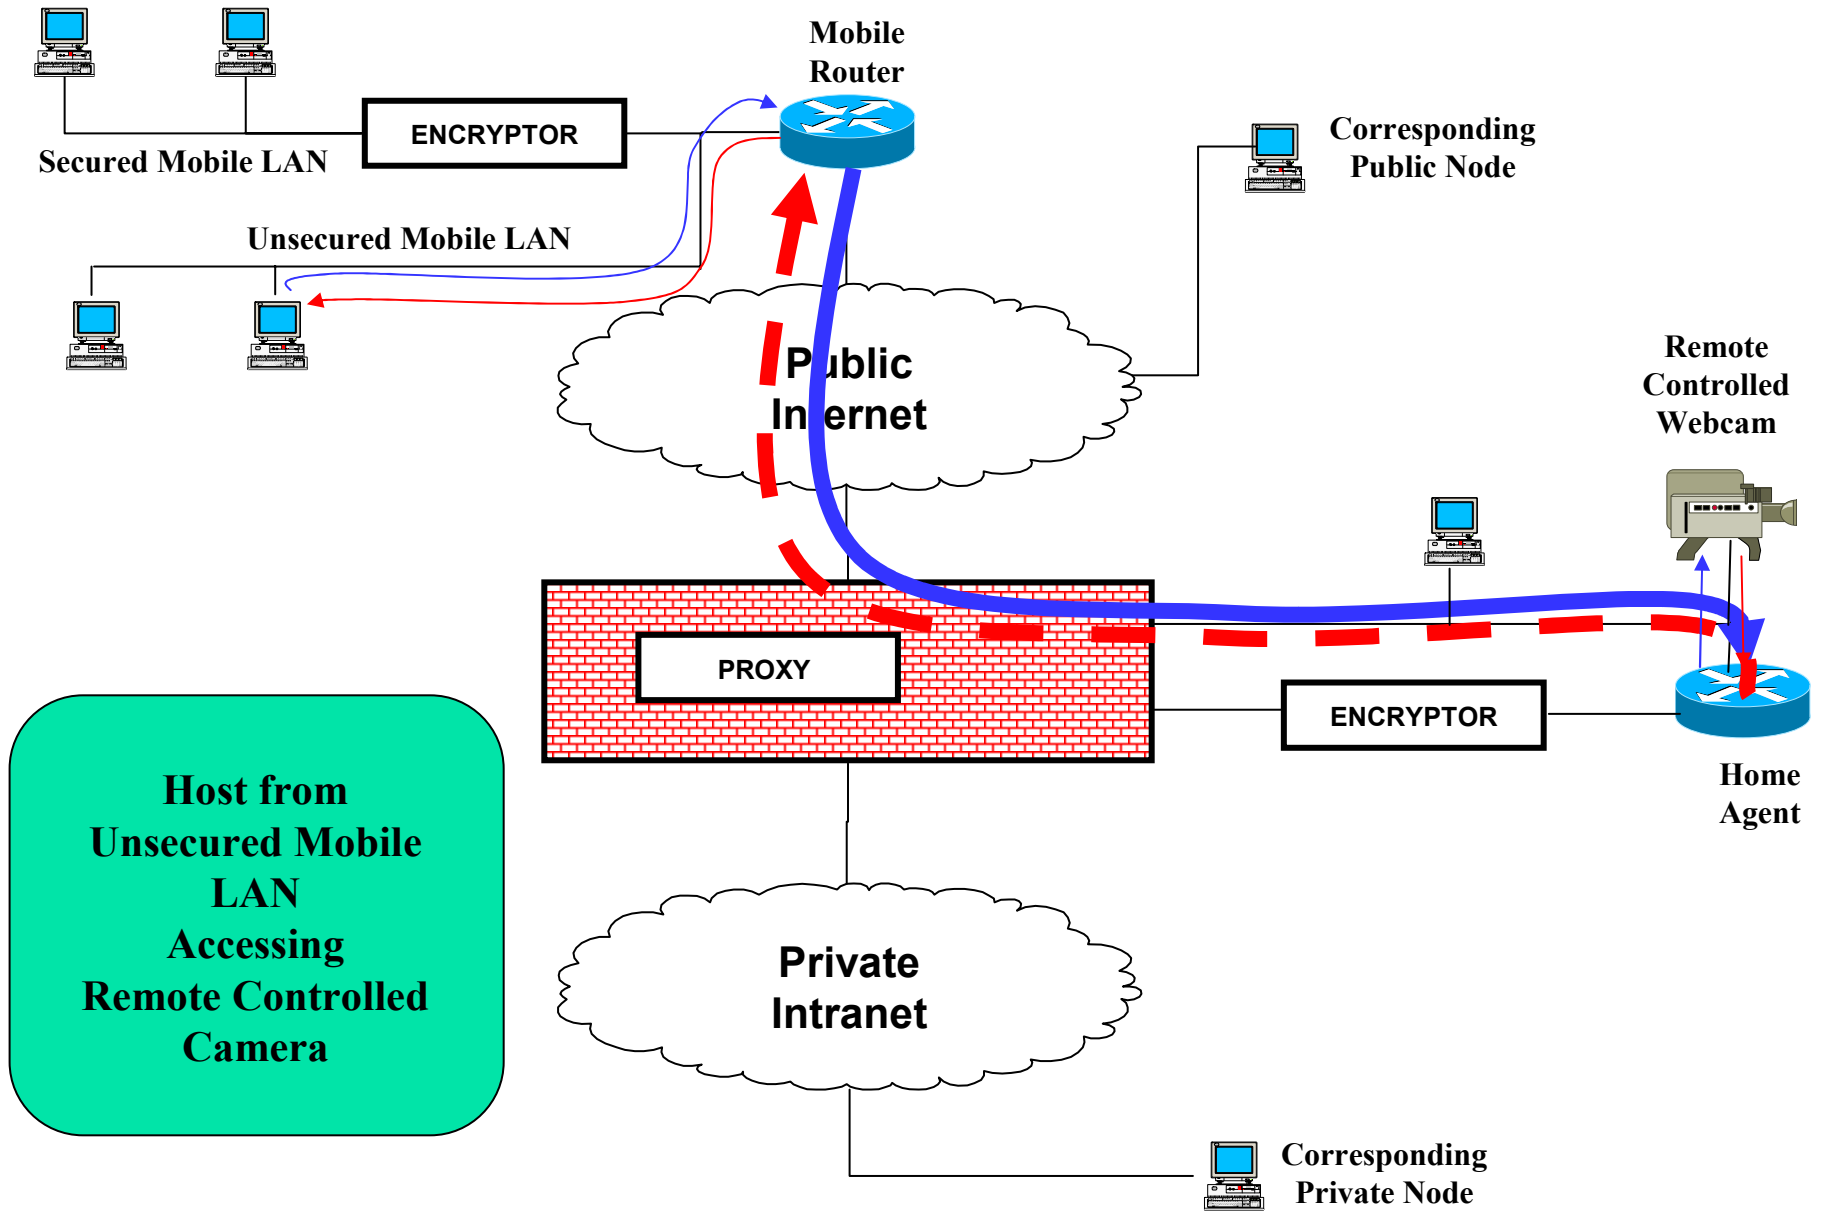 Mobile
Router
ENCRYPTOR
Secured Mobile LAN
Corresponding
Public Node
Unsecured Mobile LAN
Public
Internet
Remote
Controlled
Webcam
PROXY
ENCRYPTOR
Home
Agent
Host from
Unsecured Mobile
LAN
Accessing
Remote Controlled
Camera
Private
Intranet
Corresponding
Private Node